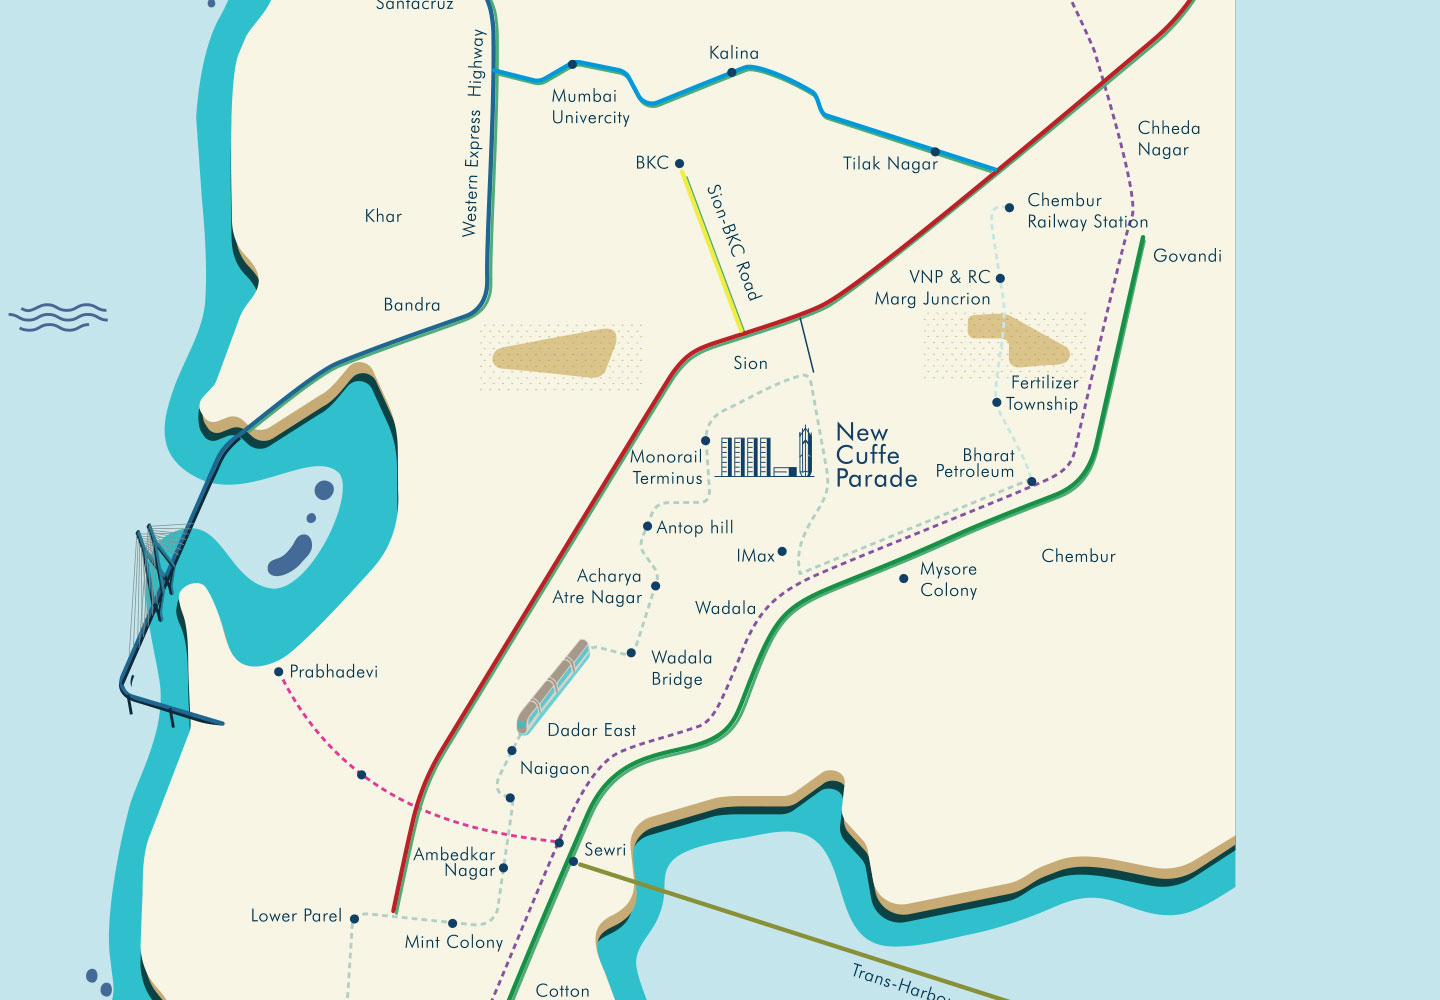 Santacruz
Western Express Highway
Kalina
Mumbai
Univercity
Chheda
Nagar
BKC
Tilak Nagar
Sion-BKC Road
Chembur
Railway Station
Khar
Govandi
VNP & RC
Marg Juncrion
Bandra
Sion
Fertilizer
Township
New
Cuffe
Parade
Monorail
Terminus
Bharat
Petroleum
Antop hill
IMax
Chembur
Acharya
Atre Nagar
Mysore
Colony
Wadala
Wadala
Bridge
Prabhadevi
Dadar East
Naigaon
Sewri
Ambedkar
Nagar
Lower Parel
Mint Colony
Trans-Harbou
Cotton